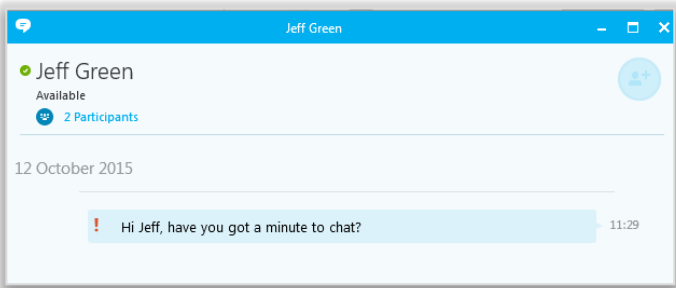 Jeff Green
Jeff Green
Available
2 Participants
12 October 2015
! Hi Jeff, have you got a minute to chat? 11:29